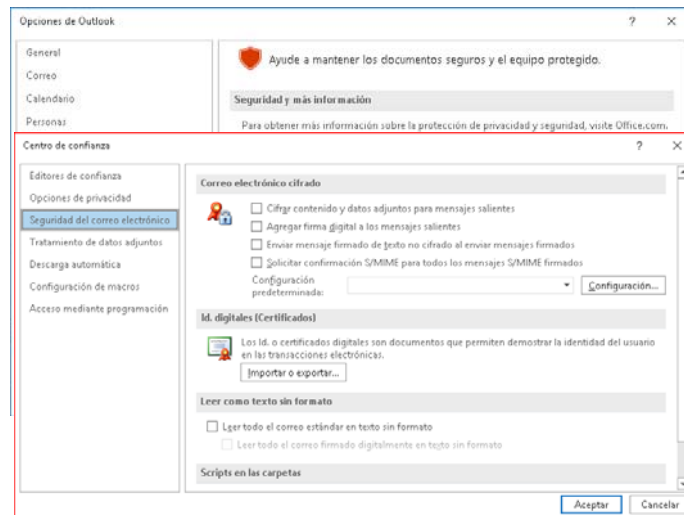 Opciones de Outlook
General
Correo
Calendario
Personas
Ayude a mantener los documentos seguros y el equipo protegido.
Seguridad y más información
Para obtener más información sobre la protección de privacidad y seguridad, visite Office.com.
Centro de confianza
Editores de confianza
Opciones de privacidad
Seguridad del correo electrónico
Tratamiento de datos adjuntos
Descarga automática
Configuración de macros
Acceso mediante programación
Correo electrónico cifrado
Cifrar contenido y datos adjuntos para mensajes salientes
Agregar firma digital a los mensajes salientes
Enviar mensaje firmado de texto no cifrado al enviar mensajes firmados
Solicitar confirmación S/MIME para todos los mensajes S/MIME firmados
Configuración
predeterminada:
Configuración...
Id. digitales (Certificados)
Los Id. o certificados digitales son documentos que permiten demostrar la identidad del usuario
en las transacciones electrónicas.
Importar o exportar...
Leer como texto sin formato
Leer todo el correo estándar en texto sin formato
Leer todo el correo firmado digitalmente en texto sin formato
Scripts en las carpetas
Aceptar
Cancelar